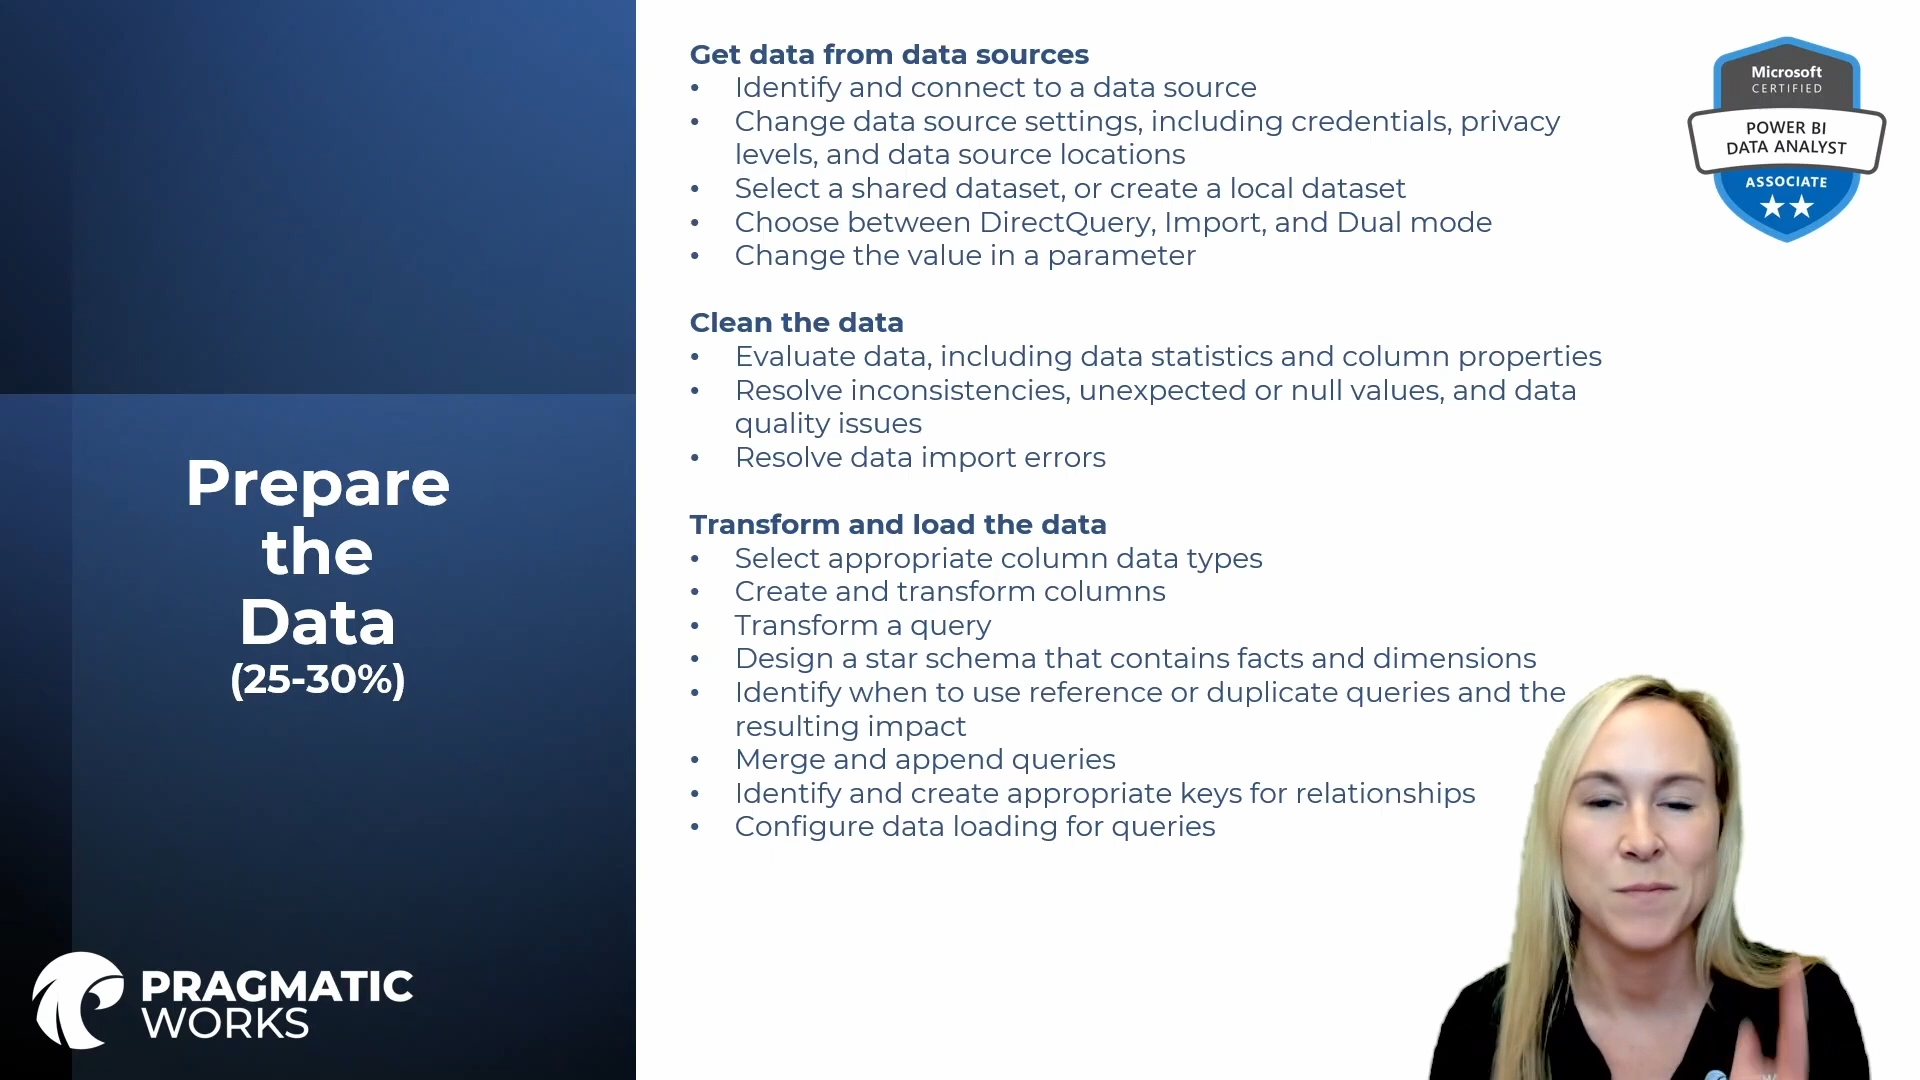 Get data from data sources
• Identify and connect to a data source
• Change data source settings, including credentials, privacy
levels, and data source locations
• Select a shared dataset, or create a local dataset
• Choose between DirectQuery, Import, and Dual mode
• Change the value in a parameter
Clean the data
• Evaluate data, including data statistics and column properties
• Resolve inconsistencies, unexpected or null values, and data
quality issues
• Resolve data import errors
Transform and load the data
• Select appropriate column data types
• Create and transform columns
• Transform a query
• Design a star schema that contains facts and dimensions
• Identify when to use reference or duplicate queries and the
resulting impact
• Merge and append queries
• Identify and create appropriate keys for relationships
• Configure data loading for queries
Microsoft
CERTIFIED
POWER BI
DATA ANALYST
ASSOCIATE
Prepare
the
Data
(25-30%)
PRAGMATIC
WORKS